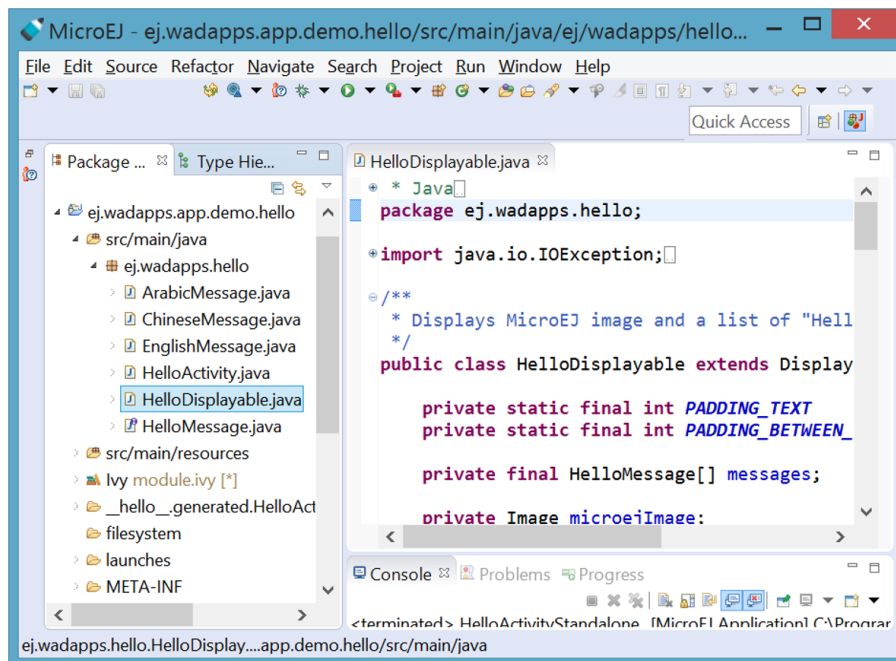 MicroEJ - ej.wadapps.app.demo.hello/src/main/java/ej/wadapps/hello...
File Edit Source Refactor Navigate Search Project Run Window Help
Quick Access
Package ... Type Hie...
ej.wadapps.app.demo.hello
src/main/java
ej.wadapps.hello
ArabicMessage.java
ChineseMessage.java
EnglishMessage.java
HelloActivity.java
HelloDisplayable.java
HelloMessage.java
src/main/resources
Ivy module.ivy [*]
__hello__.generated.HelloAct
filesystem
launches
META-INF
HelloDisplayable.java
* Java
package ej.wadapps.hello;
import java.io.IOException;
/**
* Displays MicroEJ image and a list of "Hell
*/
public class HelloDisplayable extends Display
private static final int PADDING_TEXT
private static final int PADDING_BETWEEN_
private final HelloMessage[] messages;
private Image microejImage;
Console Problems Progress
<terminated> HelloActivityStandalone [MicroEJ Application] C:\Program
ej.wadapps.hello.HelloDisplay....app.demo.hello/src/main/java